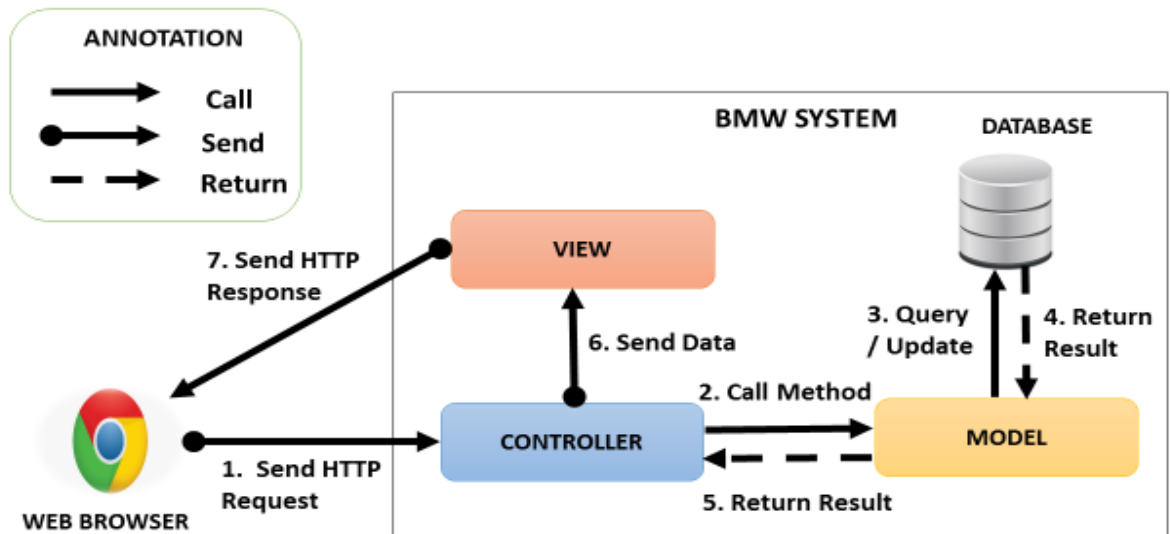 ANNOTATION
Call
Send
Return
BMW SYSTEM
DATABASE
VIEW
7. Send HTTP
Response
3. Query
/ Update
4. Return
Result
6. Send Data
2. Call Method
CONTROLLER
MODEL
1. Send HTTP
Request
5. Return Result
WEB BROWSER